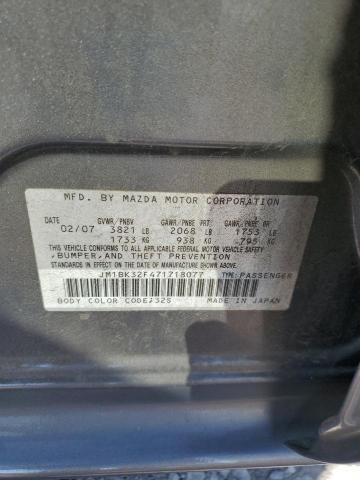 MFD. BY MAZDA MOTOR CORPORATION
DATE GVWR/PNBV GAWR/PNBE FRT GAWR/PNBE RR
02/07 3821 LB 2068 LB 1753 LB
1733 KG 938 KG 795 KG
THIS VEHICLE CONFORMS TO ALL APPLICABLE FEDERAL MOTOR VEHICLE SAFETY,
BUMPER, AND THEFT PREVENTION
STANDARDS IN EFFECT ON THE DATE OF MANUFACTURE SHOWN ABOVE.
JM1BK32F471718077 TYPE:PASSENGER
BODY COLOR CODE:32S MADE IN JAPAN